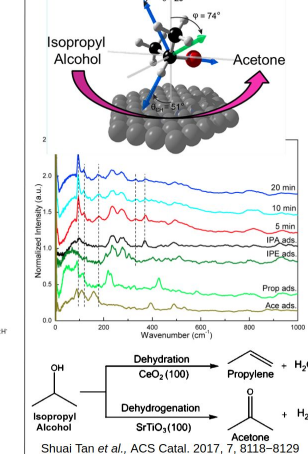 φ = 74°
Isopropyl
Alcohol
Acetone
51°
2
Normalized Intensity (a.u.)
2.0
1.5
1.0
0.5
0.0
20 min
10 min
5 min
IPA ads.
IPE ads.
Prop ads.
Ace ads.
0 200 400 600 800 1000
Wavenumber (cm⁻¹)
OH
Isopropyl
Alcohol
Dehydration
CeO₂ (100)
Propylene
+ H₂
Dehydrogenation
SrTiO₃ (100)
O
Acetone
+ H₂
Shuai Tan et al., ACS Catal. 2017, 7, 8118–8129